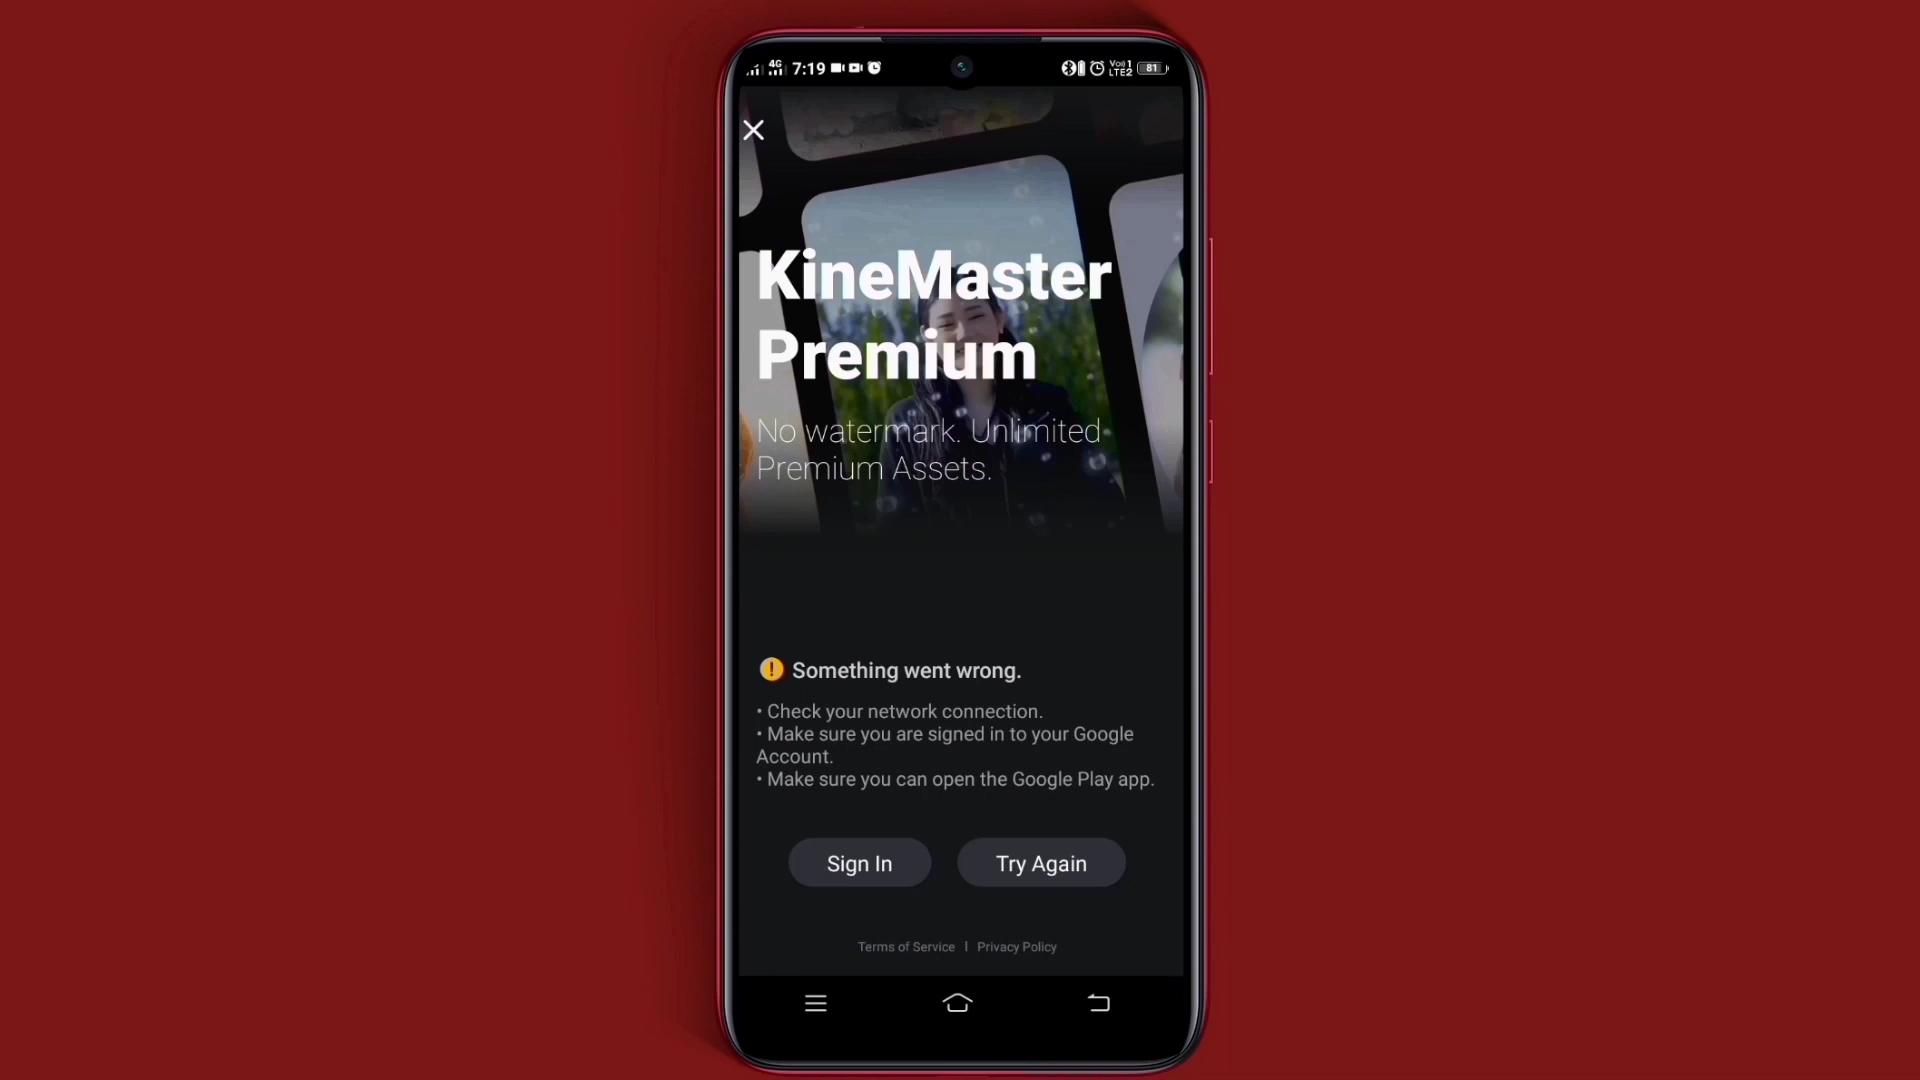 4G 7:19 Vo) 1 LTE2 81
KineMaster
Premium
No watermark. Unlimited
Premium Assets.
Something went wrong.
• Check your network connection.
• Make sure you are signed in to your Google
Account.
• Make sure you can open the Google Play app.
Sign In Try Again
Terms of Service | Privacy Policy